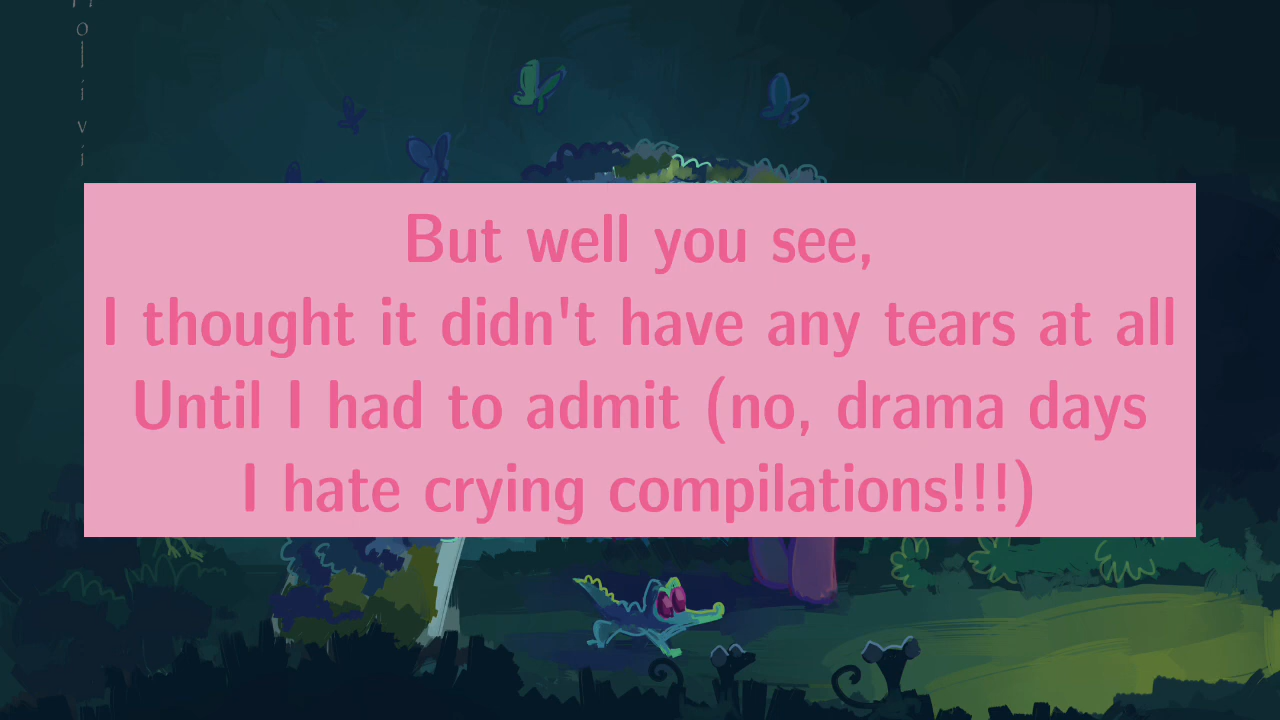 But well you see,
I thought it didn't have any tears at all
Until I had to admit (no, drama days
I hate crying compilations!!!)